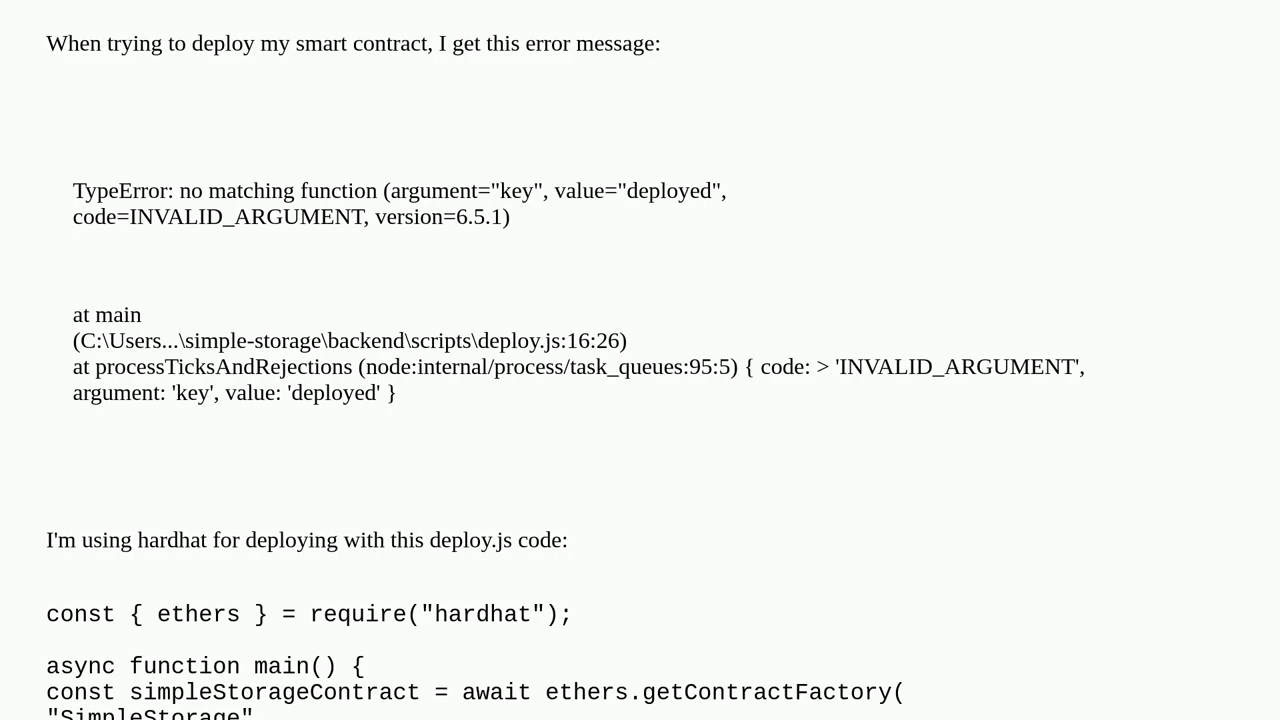 When trying to deploy my smart contract, I get this error message:
TypeError: no matching function (argument="key", value="deployed",
code=INVALID_ARGUMENT, version=6.5.1)
at main
(C:\Users...\simple-storage\backend\scripts\deploy.js:16:26)
at processTicksAndRejections (node:internal/process/task_queues:95:5) { code: > 'INVALID_ARGUMENT',
argument: 'key', value: 'deployed' }
I'm using hardhat for deploying with this deploy.js code:
const { ethers } = require("hardhat");
async function main() {
const simpleStorageContract = await ethers.getContractFactory(
"SimpleStorage"